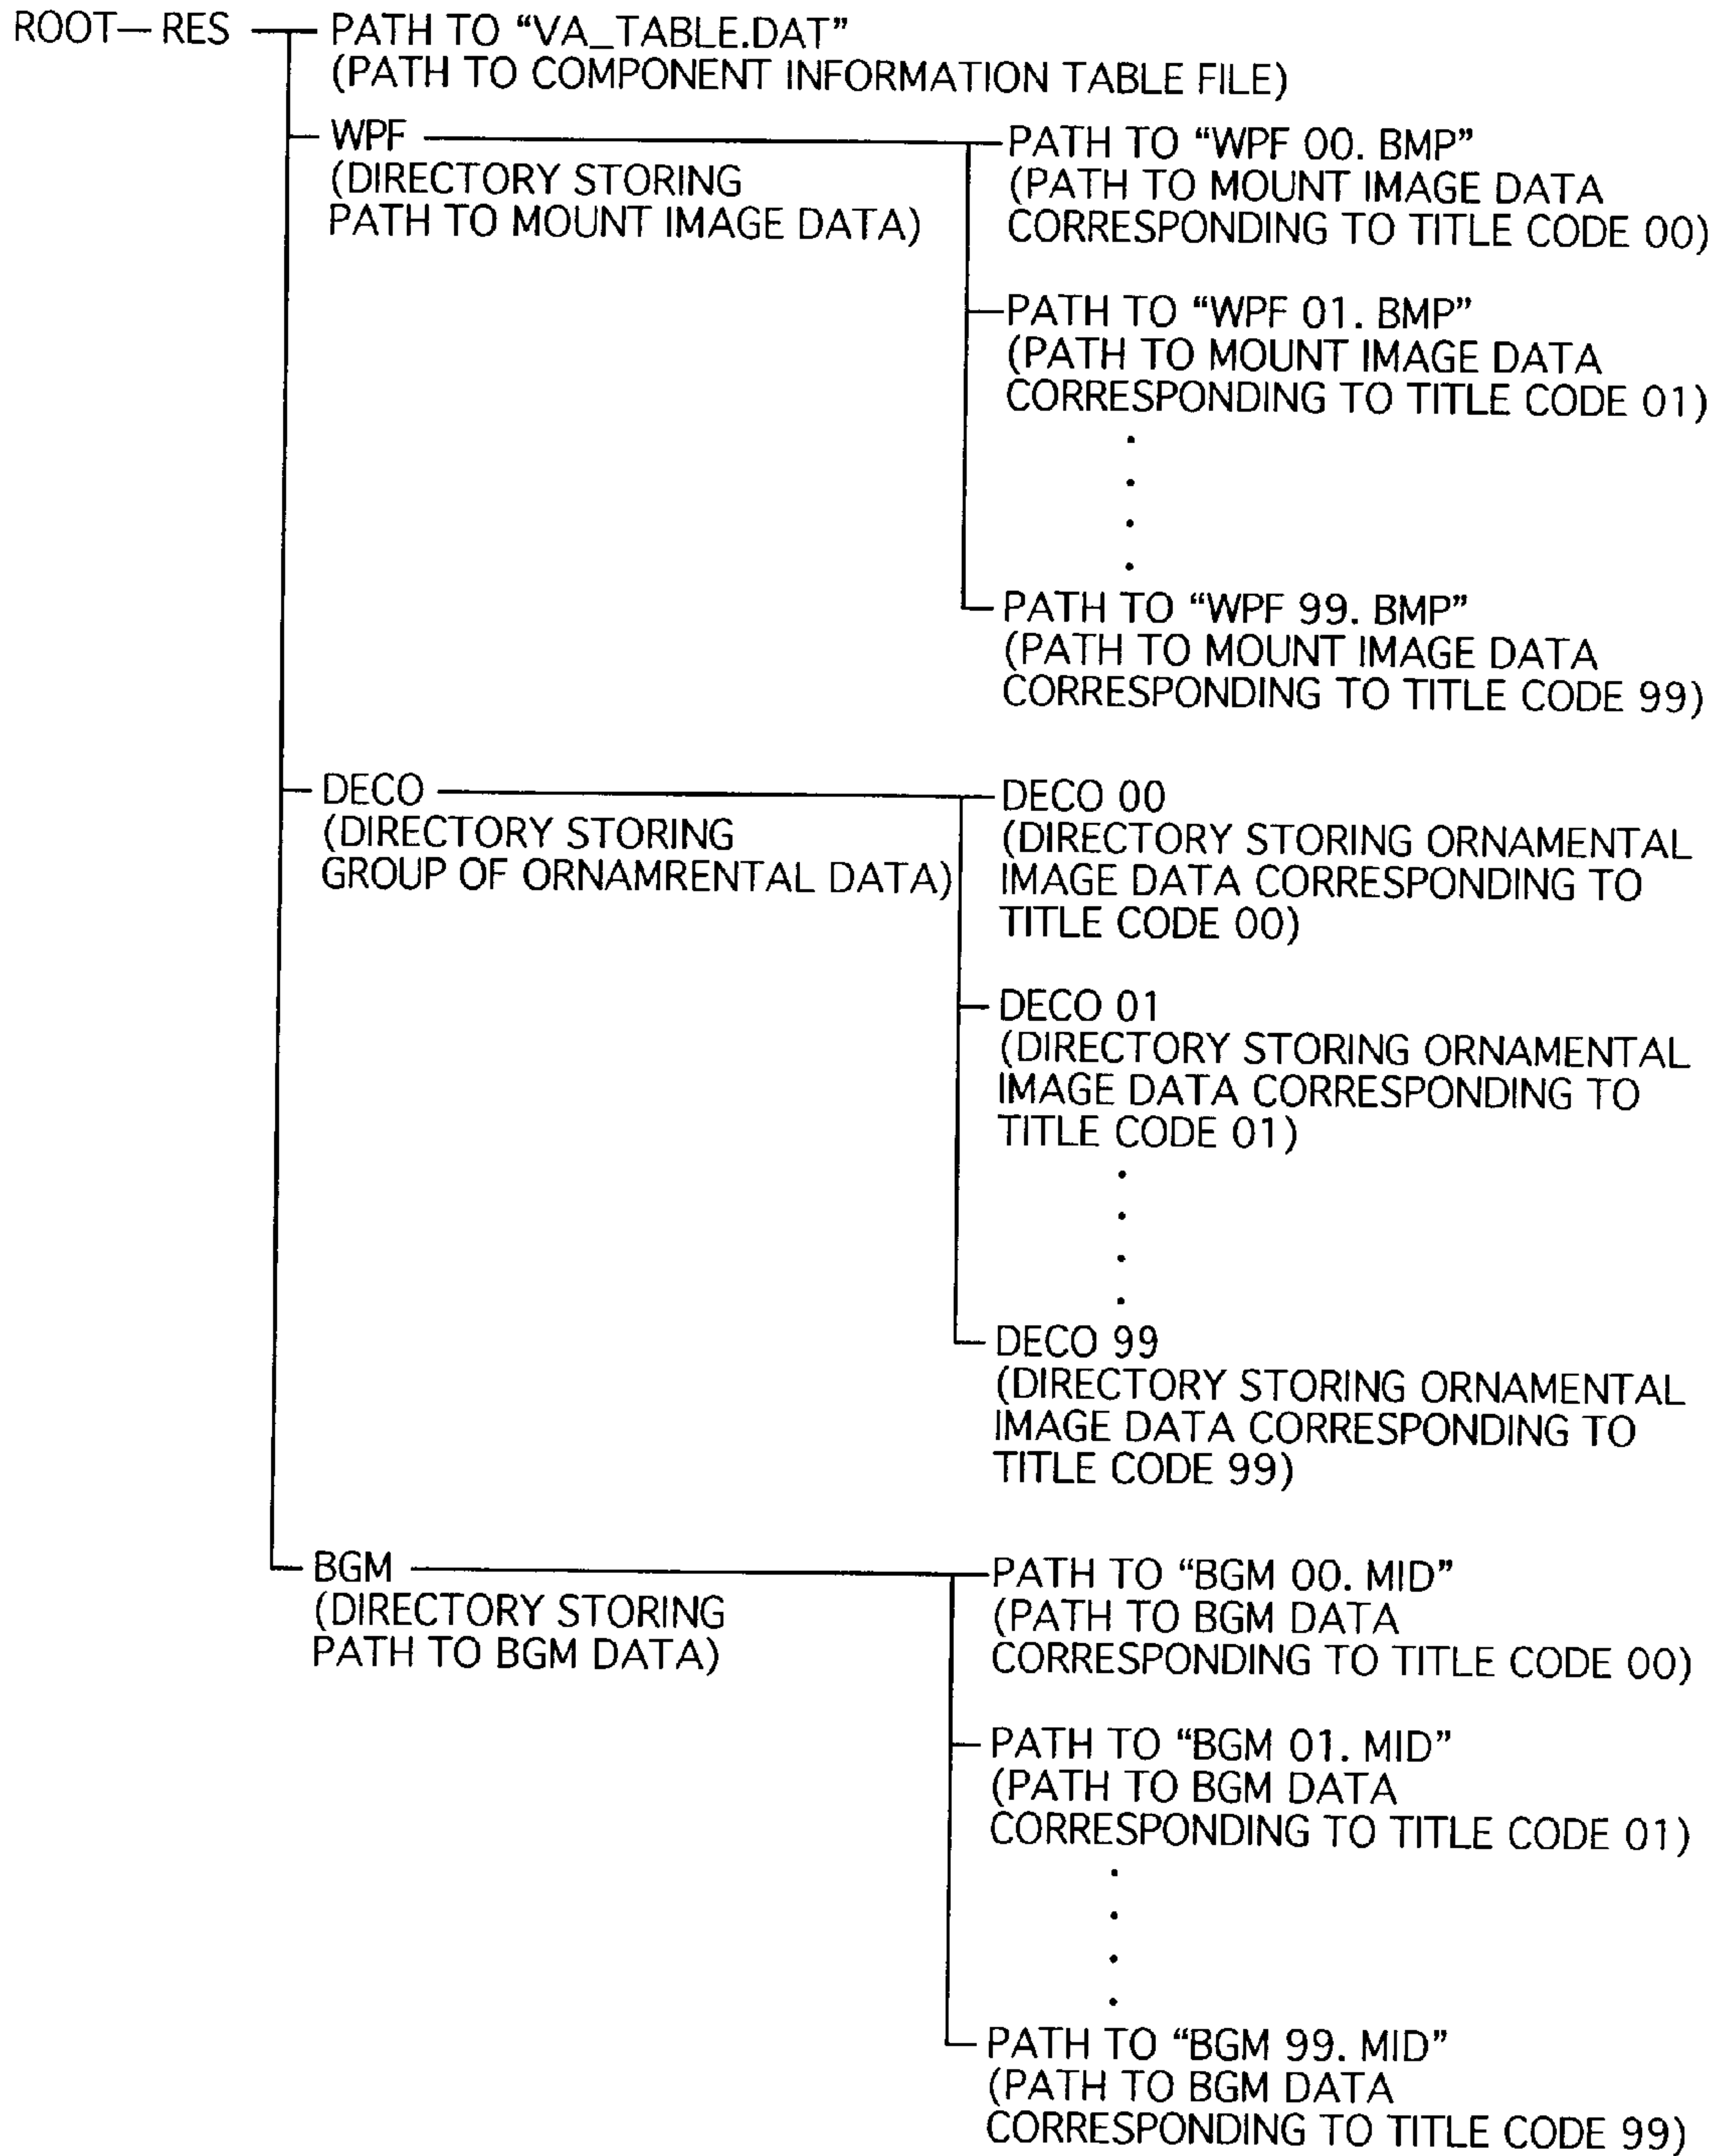 ROOT— RES
PATH TO “VA_TABLE.DAT”
(PATH TO COMPONENT INFORMATION TABLE FILE)
WPF
(DIRECTORY STORING
PATH TO MOUNT IMAGE DATA)
PATH TO “WPF 00. BMP”
(PATH TO MOUNT IMAGE DATA
CORRESPONDING TO TITLE CODE 00)
PATH TO “WPF 01. BMP”
(PATH TO MOUNT IMAGE DATA
CORRESPONDING TO TITLE CODE 01)
PATH TO “WPF 99. BMP”
(PATH TO MOUNT IMAGE DATA
CORRESPONDING TO TITLE CODE 99)
DECO
(DIRECTORY STORING
GROUP OF ORNAMRENTAL DATA)
DECO 00
(DIRECTORY STORING ORNAMENTAL
IMAGE DATA CORRESPONDING TO
TITLE CODE 00)
DECO 01
(DIRECTORY STORING ORNAMENTAL
IMAGE DATA CORRESPONDING TO
TITLE CODE 01)
DECO 99
(DIRECTORY STORING ORNAMENTAL
IMAGE DATA CORRESPONDING TO
TITLE CODE 99)
BGM
(DIRECTORY STORING
PATH TO BGM DATA)
PATH TO “BGM 00. MID”
(PATH TO BGM DATA
CORRESPONDING TO TITLE CODE 00)
PATH TO “BGM 01. MID”
(PATH TO BGM DATA
CORRESPONDING TO TITLE CODE 01)
PATH TO “BGM 99. MID”
(PATH TO BGM DATA
CORRESPONDING TO TITLE CODE 99)